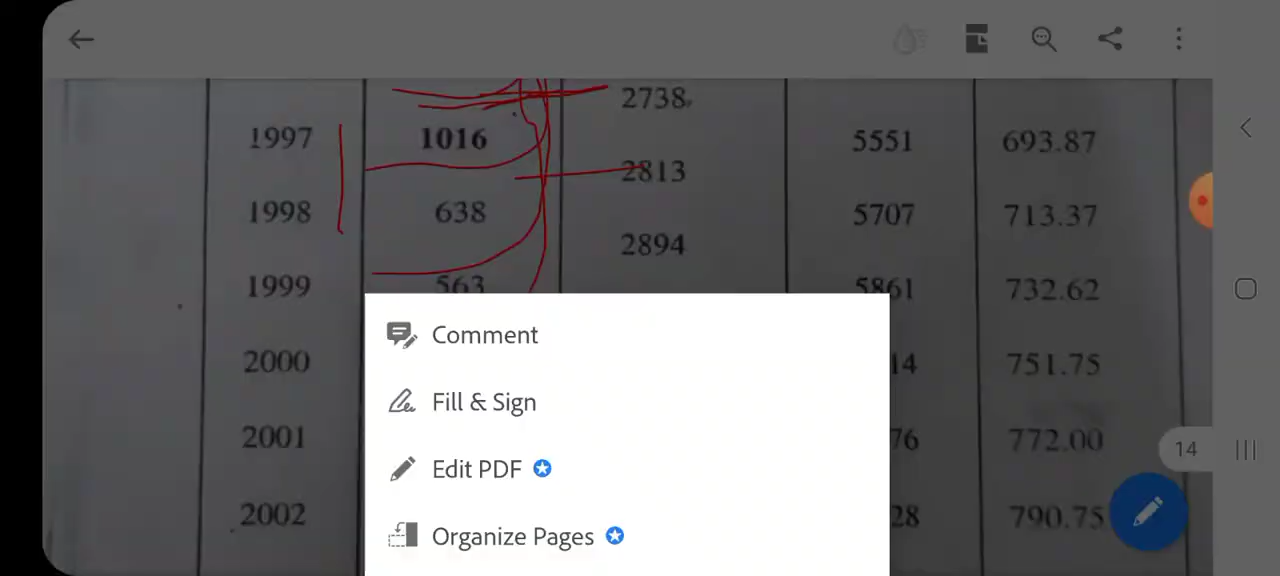 2738
1997 1016 5551 693.87
2813
1998 638 5707 713.37
2894
1999 563 5861 732.62
Comment
2000 14 751.75
Fill & Sign
2001 76 772.00
14
Edit PDF
2002 28 790.75
Organize Pages